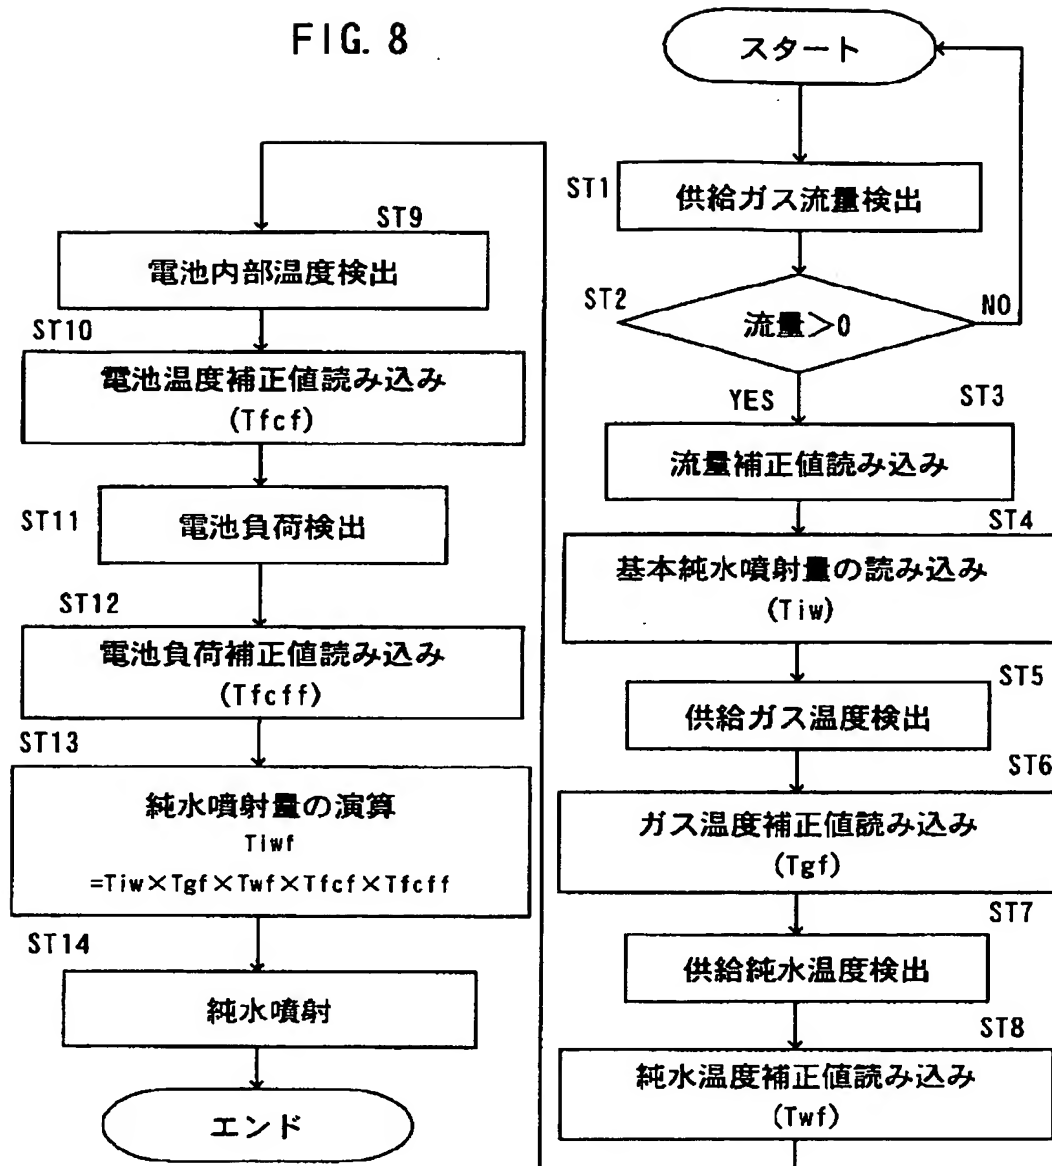 FIG. 8
スタート
ST1
供給ガス流量検出
ST2
流量>0
NO
YES
ST3
流量補正値読み込み
ST4
基本純水噴射量の読み込み
(Tiw)
ST5
供給ガス温度検出
ST6
ガス温度補正値読み込み
(Tgf)
ST7
供給純水温度検出
ST8
純水温度補正値読み込み
(Twf)
ST9
電池内部温度検出
ST10
電池温度補正値読み込み
(Tfcf)
ST11
電池負荷検出
ST12
電池負荷補正値読み込み
(Tfcff)
ST13
純水噴射量の演算
Tiwf
=Tiw×Tgf×Twf×Tfcf×Tfcff
ST14
純水噴射
エンド